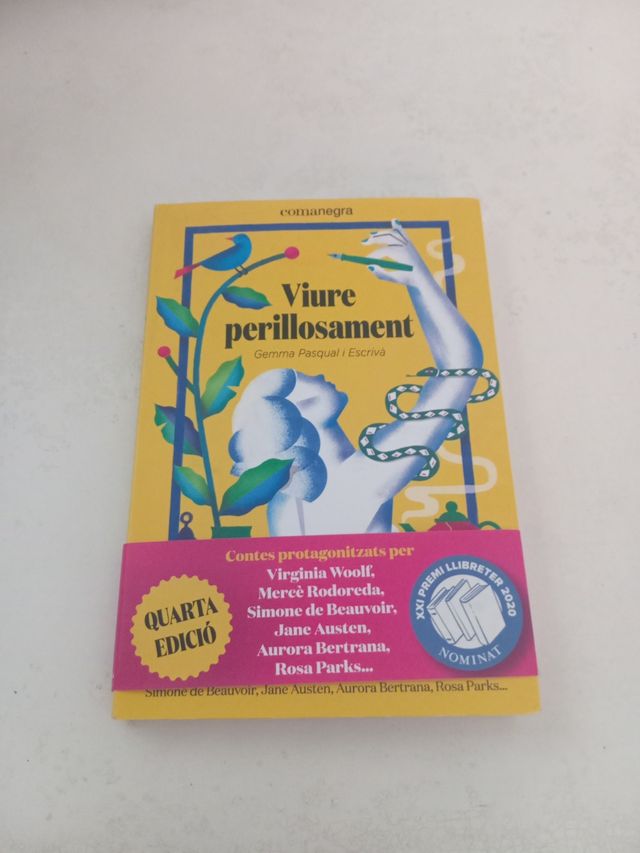 comanegra
Viure
perillosament
Gemma Pasqual i Escrivà
Contes protagonitzats per
Virginia Woolf,
Mercè Rodoreda,
Simone de Beauvoir,
Jane Austen,
Aurora Bertrana,
Rosa Parks...
QUARTA
EDICIÓ
XXI PREMI LLIBRETER 2020
NOMINAT
Simone de Beauvoir, Jane Austen, Aurora Bertrana, Rosa Parks...